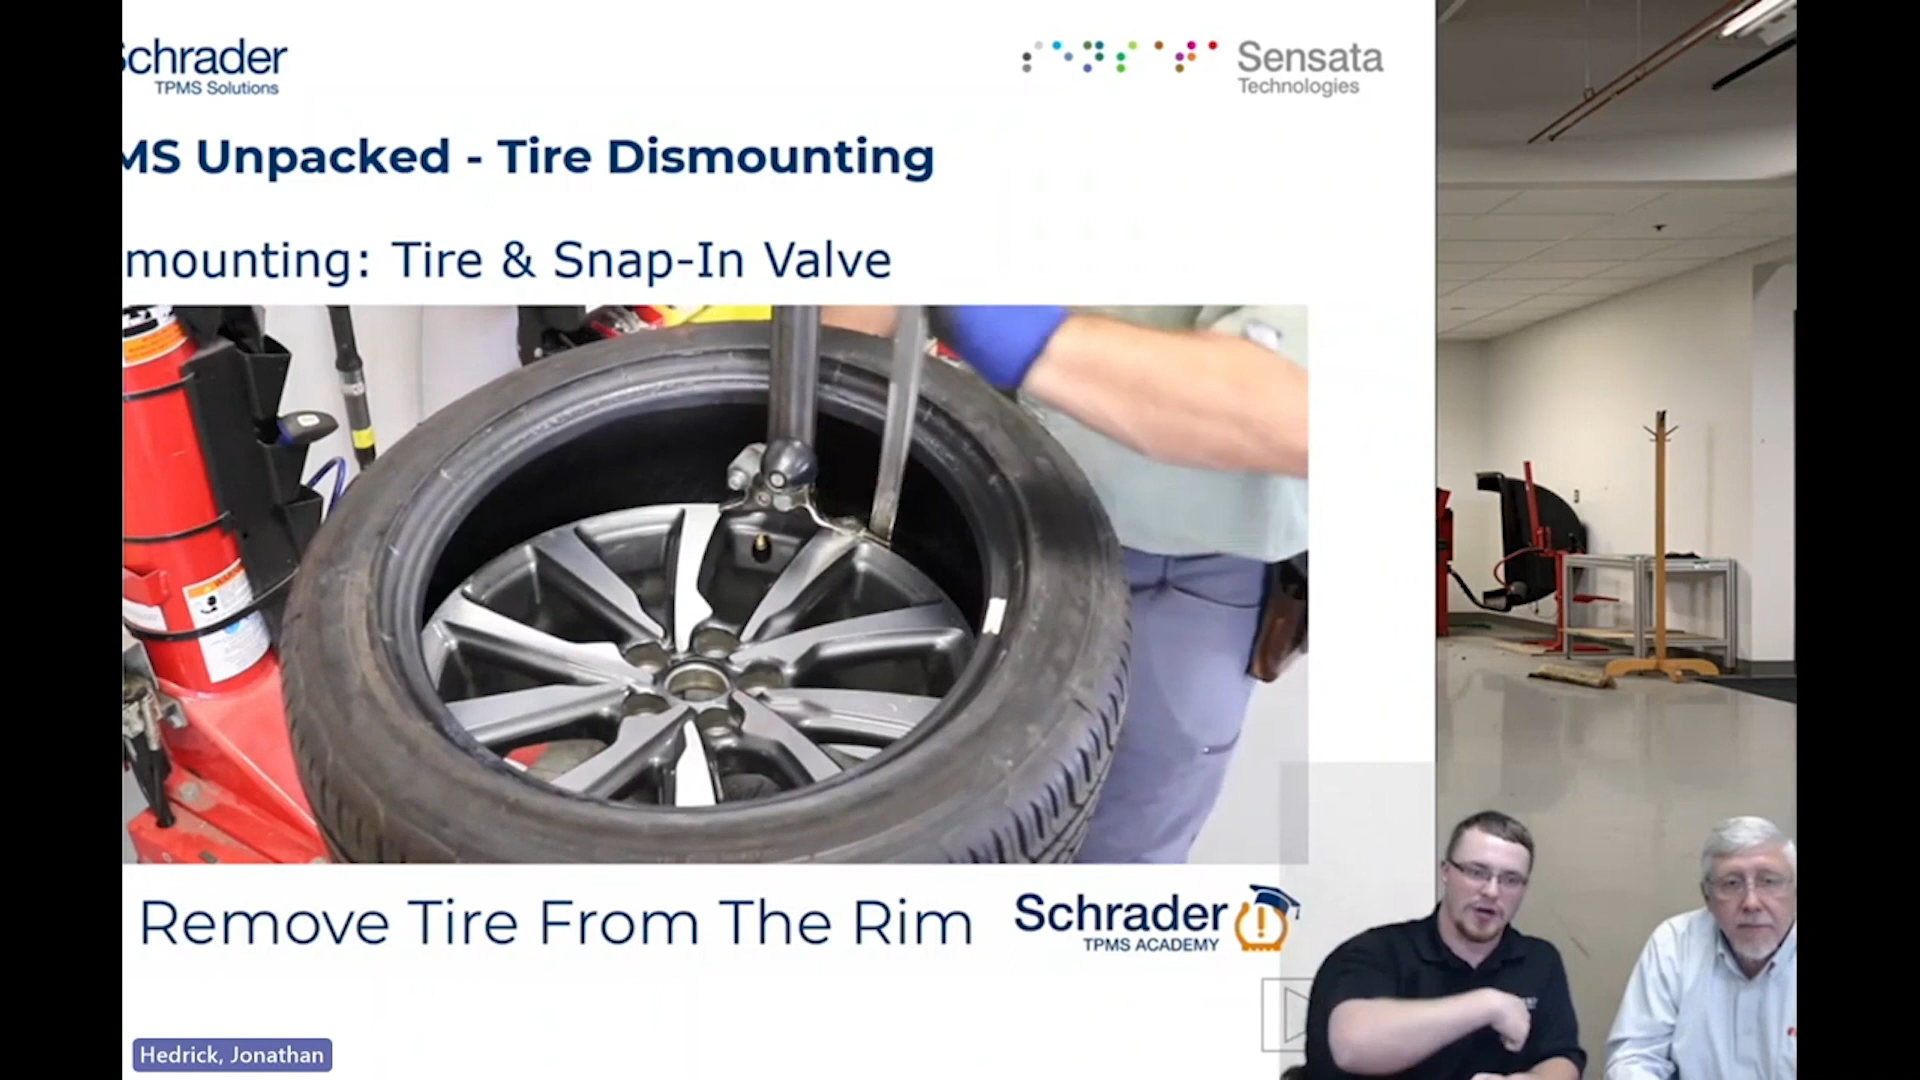 Schrader
TPMS Solutions
Sensata
Technologies
MS Unpacked - Tire Dismounting
mounting: Tire & Snap-In Valve
Remove Tire From The Rim
Schrader
TPMS ACADEMY
Hedrick, Jonathan